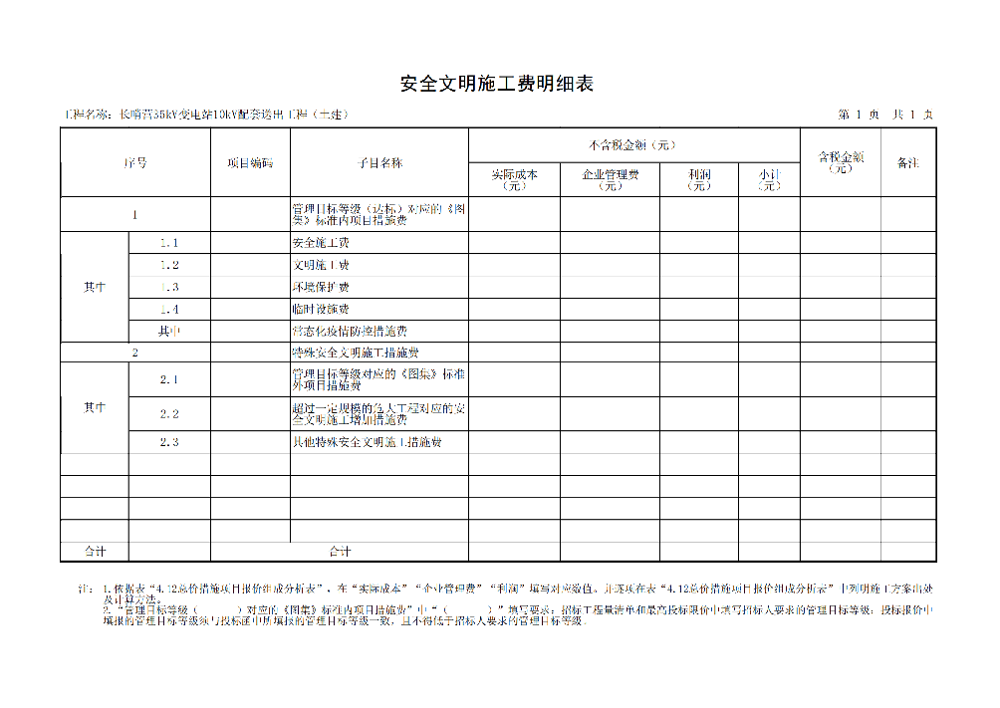 安全文明施工费明细表
工程名称：长哨营35kV变电站10kV配套送出工程（土建）
第 1 页 共 1 页
序号
项目编码
子目名称
不含税金额（元）
含税金额
（元）
备注
实际成本
（元）
企业管理费
（元）
利润
（元）
小计
（元）
1
管理目标等级（达标）对应的《图
集》标准内项目措施费
其中
1.1
安全施工费
1.2
文明施工费
1.3
环境保护费
1.4
临时设施费
其中
常态化疫情防控措施费
2
特殊安全文明施工措施费
其中
2.1
管理目标等级对应的《图集》标准
外项目措施费
2.2
超过一定规模的危大工程对应的安
全文明施工增加措施费
2.3
其他特殊安全文明施工措施费
合计
合计
注： 1.依据表“4.12总价措施项目报价组成分析表”，在“实际成本”“企业管理费”“利润”填写对应数值。并逐项在表“4.12总价措施项目报价组成分析表”中列明施工方案出处
及计算方法。
2.“管理目标等级（ ）对应的《图集》标准内项目措施费”中“（ ）”填写要求：招标工程量清单和最高投标限价中填写招标人要求的管理目标等级；投标报价中
填报的管理目标等级须与投标函中所填报的管理目标等级一致，且不得低于招标人要求的管理目标等级。